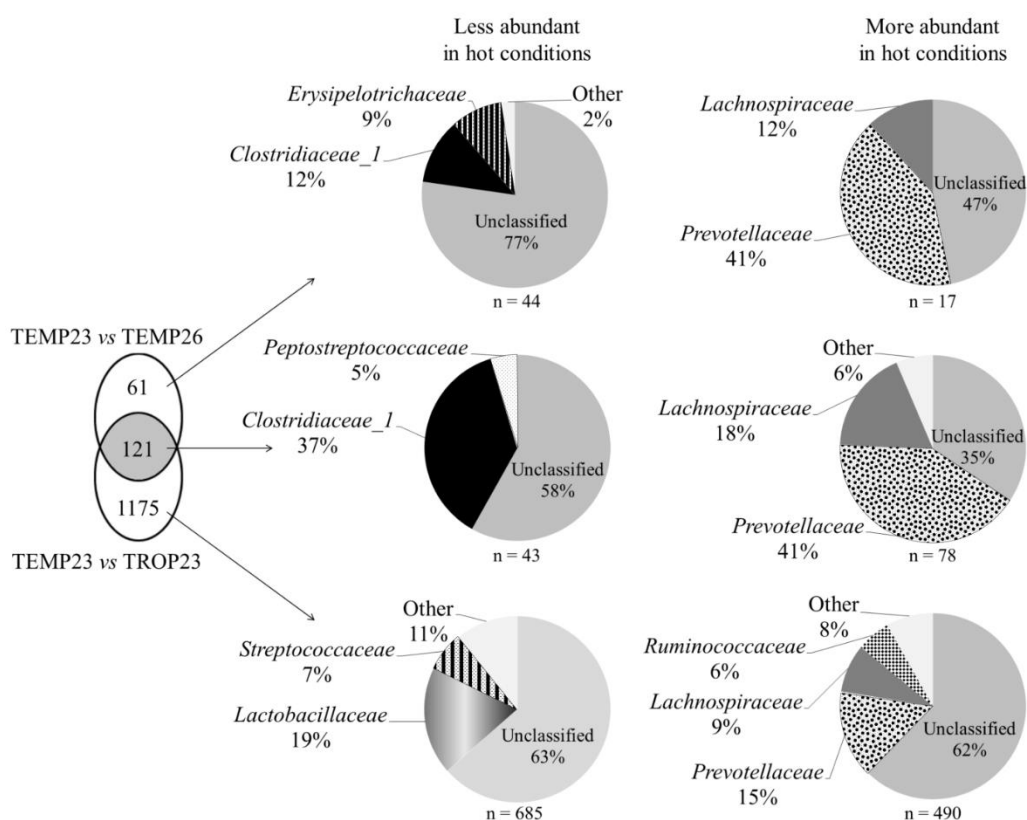 Less abundant
in hot conditions
More abundant
in hot conditions
Erysipelotrichaceae
9%
Other
2%
Clostridiaceae_1
12%
Unclassified
77%
n = 44
Lachnospiraceae
12%
Unclassified
47%
Prevotellaceae
41%
n = 17
TEMP23 vs TEMP26
61
121
1175
TEMP23 vs TROP23
Peptostreptococcaceae
5%
Clostridiaceae_1
37%
Unclassified
58%
n = 43
Other
6%
Lachnospiraceae
18%
Unclassified
35%
Prevotellaceae
41%
n = 78
Other
11%
Streptococcaceae
7%
Lactobacillaceae
19%
Unclassified
63%
n = 685
Other
8%
Ruminococcaceae
6%
Lachnospiraceae
9%
Unclassified
62%
Prevotellaceae
15%
n = 490